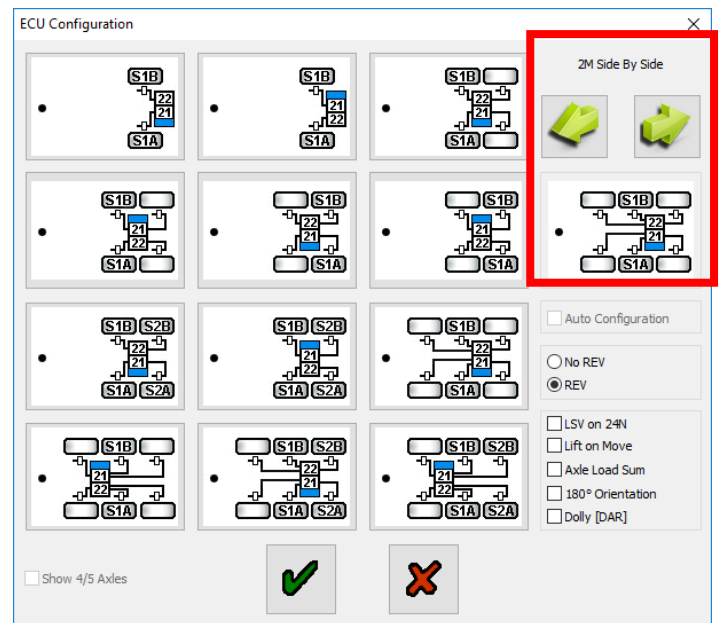 ECU Configuration
S1B
22
21
S1A
S1B
21
22
S1A
S1B
22
21
S1A
2M Side By Side
S1B
21
22
S1A
S1B
22
21
S1A
S1B
21
22
S1A
S1B
22
21
S1A
S1B S2B
22
21
S1A S2A
S1B S2B
21
22
S1A S2A
S1B
22
21
S1A
Auto Configuration
No REV
REV
S1B
21
22
S1A
S1B S2B
22
21
S1A S2A
S1B S2B
21
22
S1A S2A
LSV on 24N
Lift on Move
Axle Load Sum
180° Orientation
Dolly [DAR]
Show 4/5 Axles